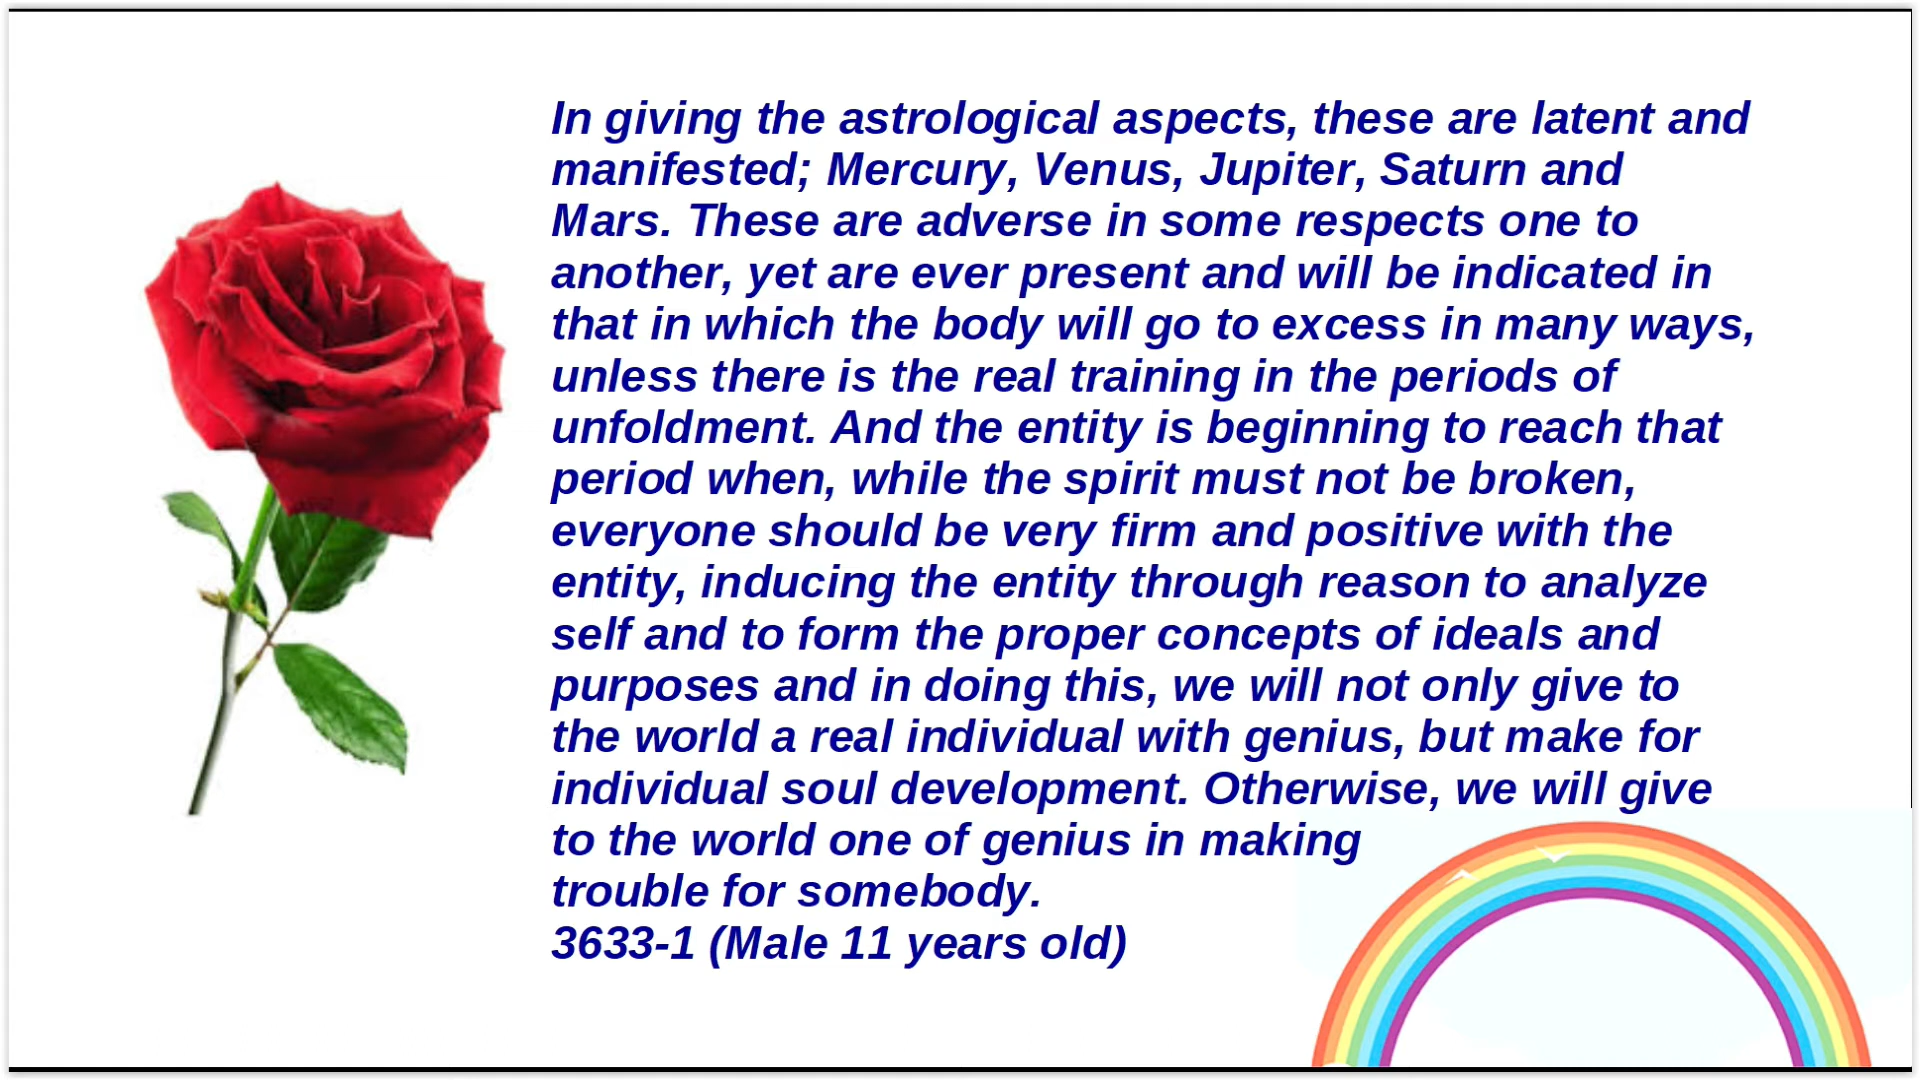 In giving the astrological aspects, these are latent and
manifested; Mercury, Venus, Jupiter, Saturn and
Mars. These are adverse in some respects one to
another, yet are ever present and will be indicated in
that in which the body will go to excess in many ways,
unless there is the real training in the periods of
unfoldment. And the entity is beginning to reach that
period when, while the spirit must not be broken,
everyone should be very firm and positive with the
entity, inducing the entity through reason to analyze
self and to form the proper concepts of ideals and
purposes and in doing this, we will not only give to
the world a real individual with genius, but make for
individual soul development. Otherwise, we will give
to the world one of genius in making
trouble for somebody.
3633-1 (Male 11 years old)